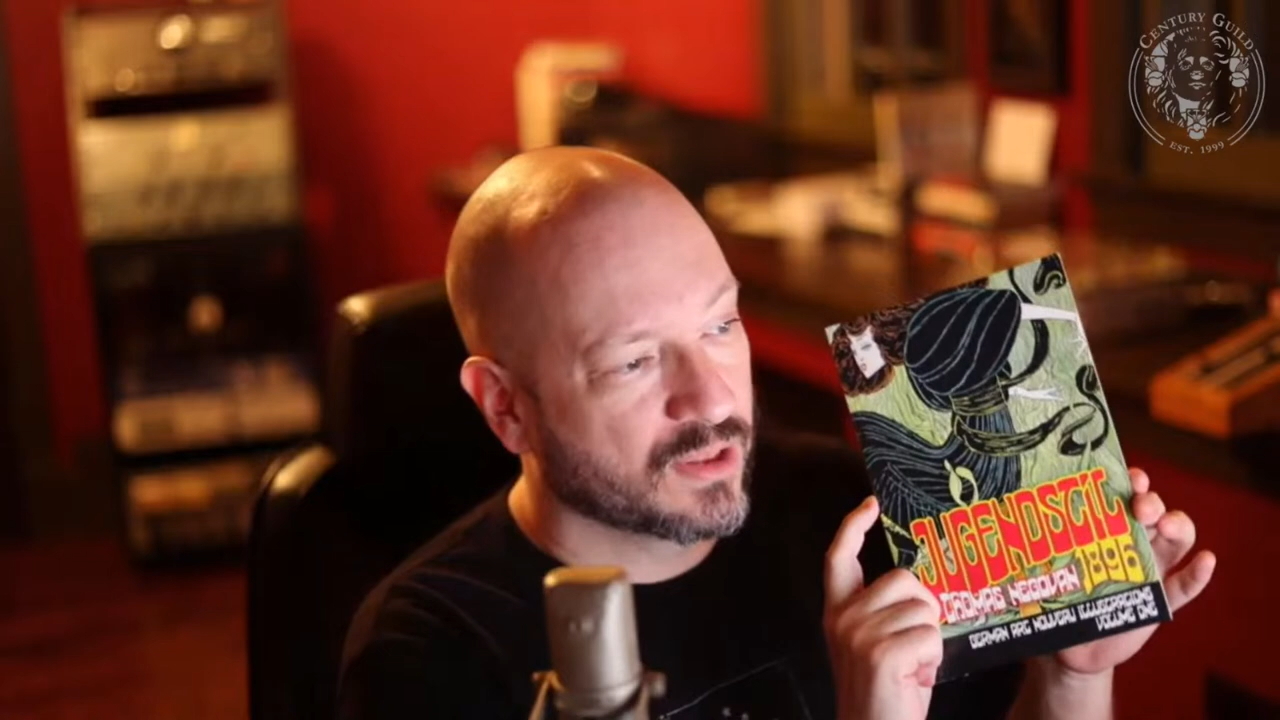 CENTURY GUILD
EST. 1999
JUGENDSTIL
1896
THOMAS NEGOVAN
GERMAN ART NOUVEAU ILLUSTRATIONS
VOLUME ONE